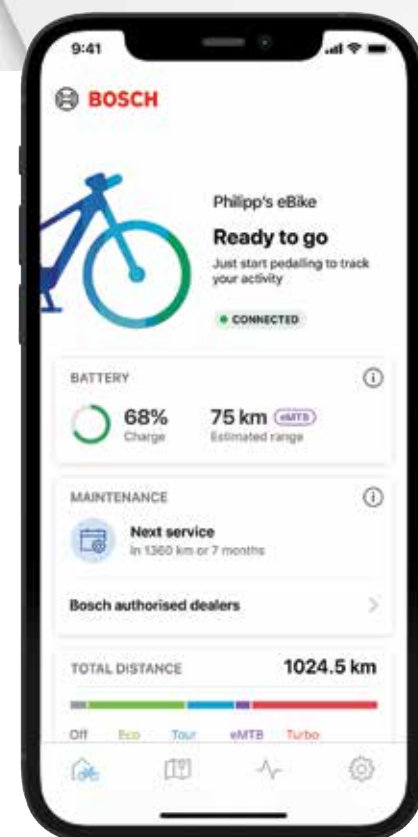 9:41
BOSCH
Philipp's eBike
Ready to go
Just start pedalling to track
your activity
CONNECTED
BATTERY
68%
Charge
75 km eMTB
Estimated range
MAINTENANCE
Next service
in 1360 km or 7 months
Bosch authorised dealers
TOTAL DISTANCE
1024.5 km
Off Eco Tour eMTB Turbo